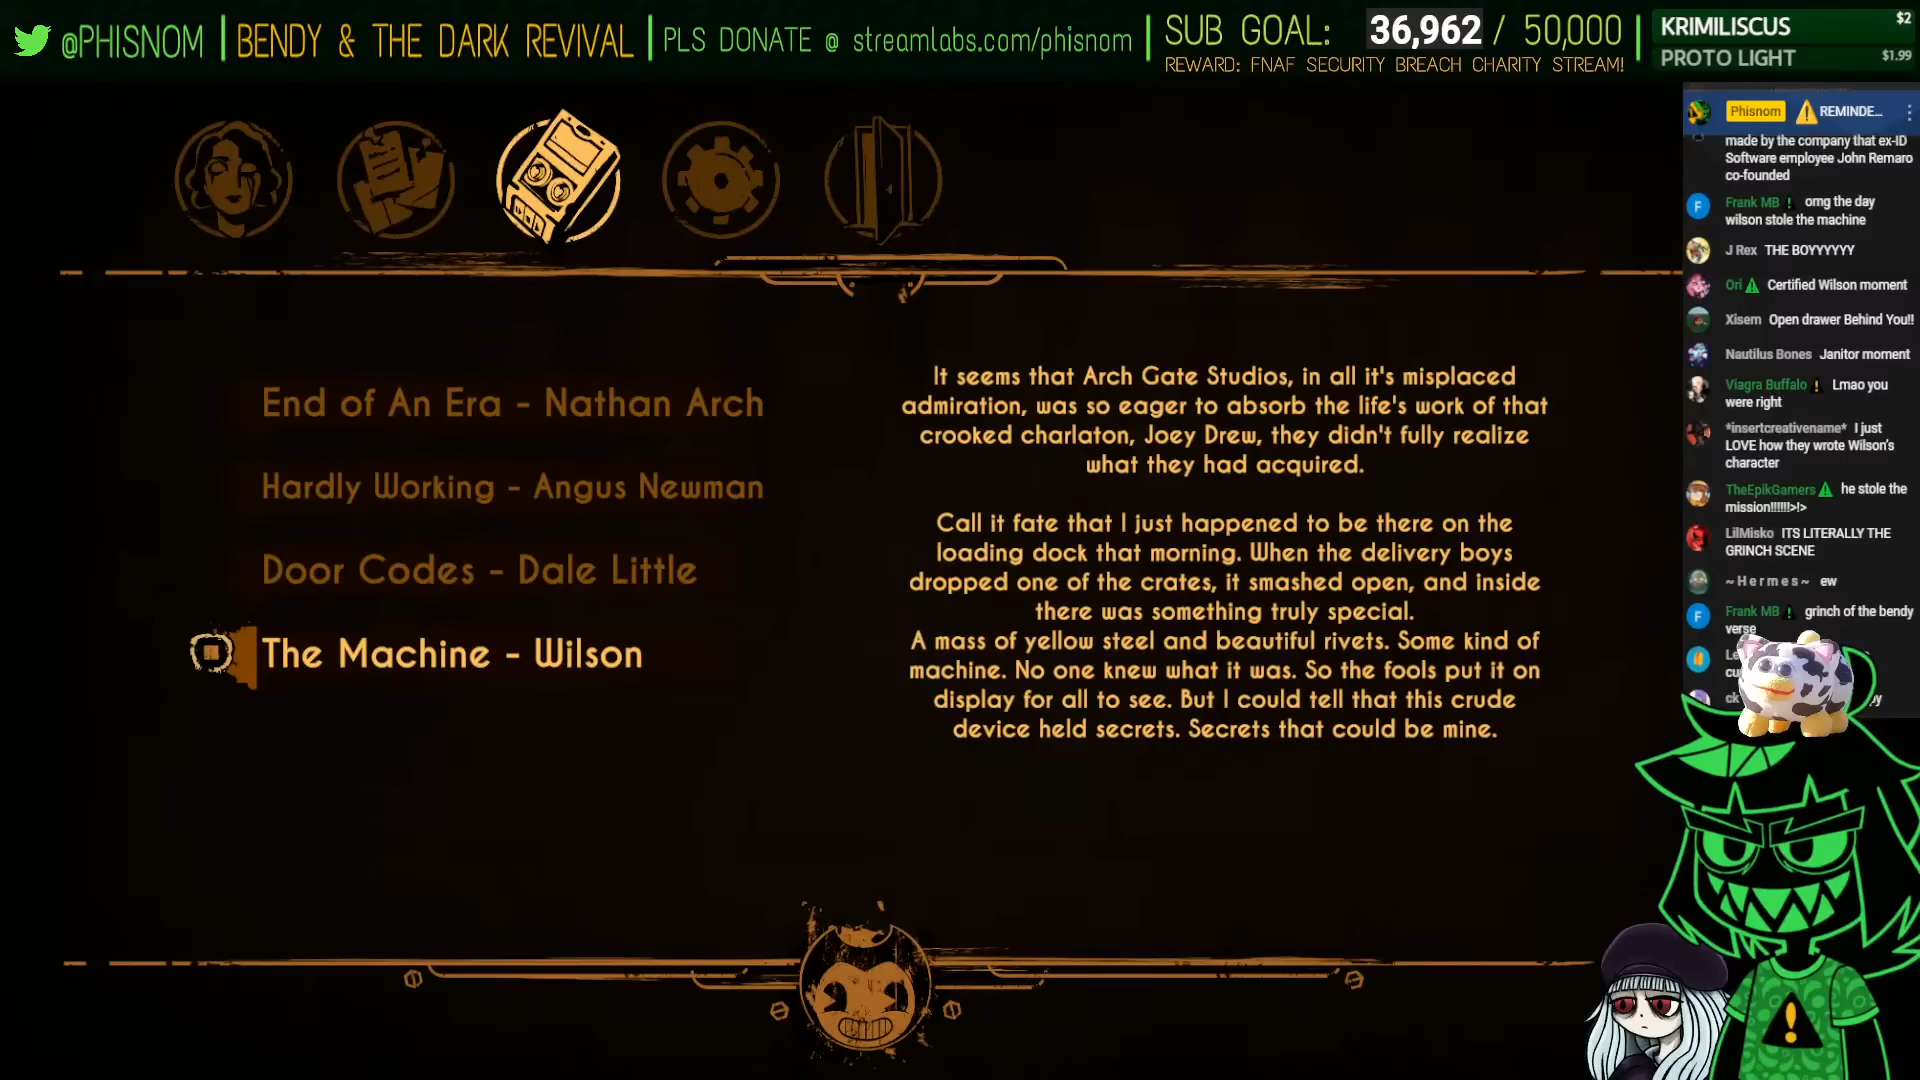 @PHISNOM
BENDY & THE DARK REVIVAL
PLS DONATE @ streamlabs.com/phisnom
SUB GOAL: 36,962 / 50,000
REWARD: FNAF SECURITY BREACH CHARITY STREAM!
KRIMILISCUS $2
PROTO LIGHT $1.99
End of An Era - Nathan Arch
Hardly Working - Angus Newman
Door Codes - Dale Little
The Machine - Wilson
It seems that Arch Gate Studios, in all it's misplaced
admiration, was so eager to absorb the life's work of that
crooked charlaton, Joey Drew, they didn't fully realize
what they had acquired.
Call it fate that I just happened to be there on the
loading dock that morning. When the delivery boys
dropped one of the crates, it smashed open, and inside
there was something truly special.
A mass of yellow steel and beautiful rivets. Some kind of
machine. No one knew what it was. So the fools put it on
display for all to see. But I could tell that this crude
device held secrets. Secrets that could be mine.
Phisnom REMINDE...
made by the company that ex-ID
Software employee John Remaro
co-founded
F
Frank MB omg the day
wilson stole the machine
J Rex THE BOYYYYYY
Ori Certified Wilson moment
Xisem Open drawer Behind You!!
Nautilus Bones Janitor moment
Viagra Buffalo Lmao you
were right
*insertcreativename* I just
LOVE how they wrote Wilson's
character
TheEpikGamers he stole the
mission!!!!!!>!>
LilMisko ITS LITERALLY THE
GRINCH SCENE
~Hermes~ ew
F
Frank MB grinch of the bendy
verse